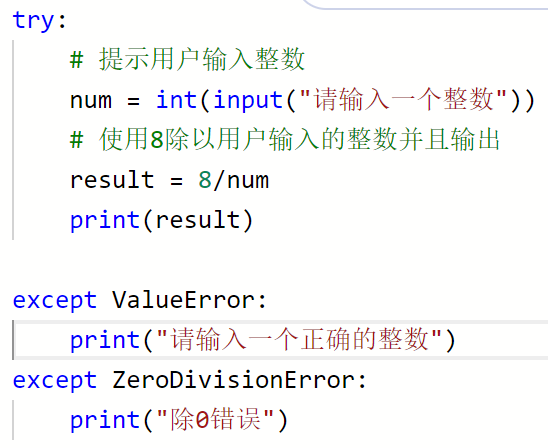 try:
    # 提示用户输入整数
    num = int(input("请输入一个整数"))
    # 使用8除以用户输入的整数并且输出
    result = 8/num
    print(result)
except ValueError:
    print("请输入一个正确的整数")
except ZeroDivisionError:
    print("除0错误")